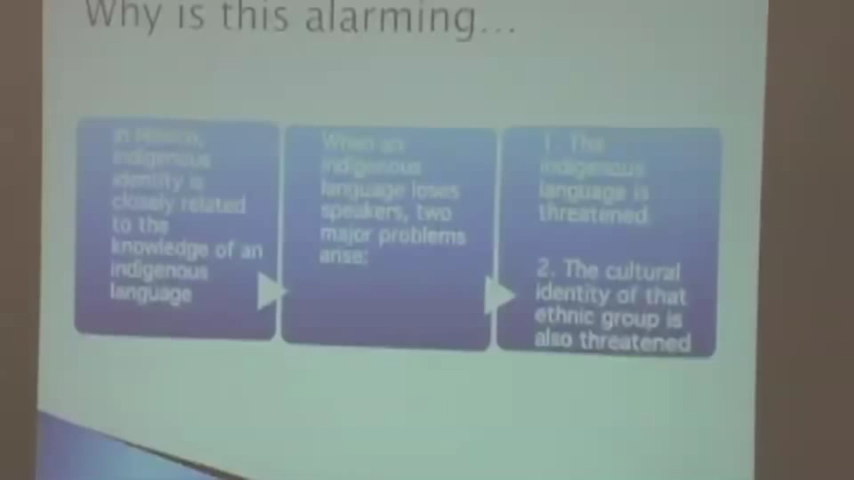 Why is this alarming...
In Mexico,
indigenous
identity is
closely related
to the
knowledge of an
indigenous
language
When an
indigenous
language loses
speakers, two
major problems
arise:
1. The
indigenous
language is
threatened
2. The cultural
identity of that
ethnic group is
also threatened